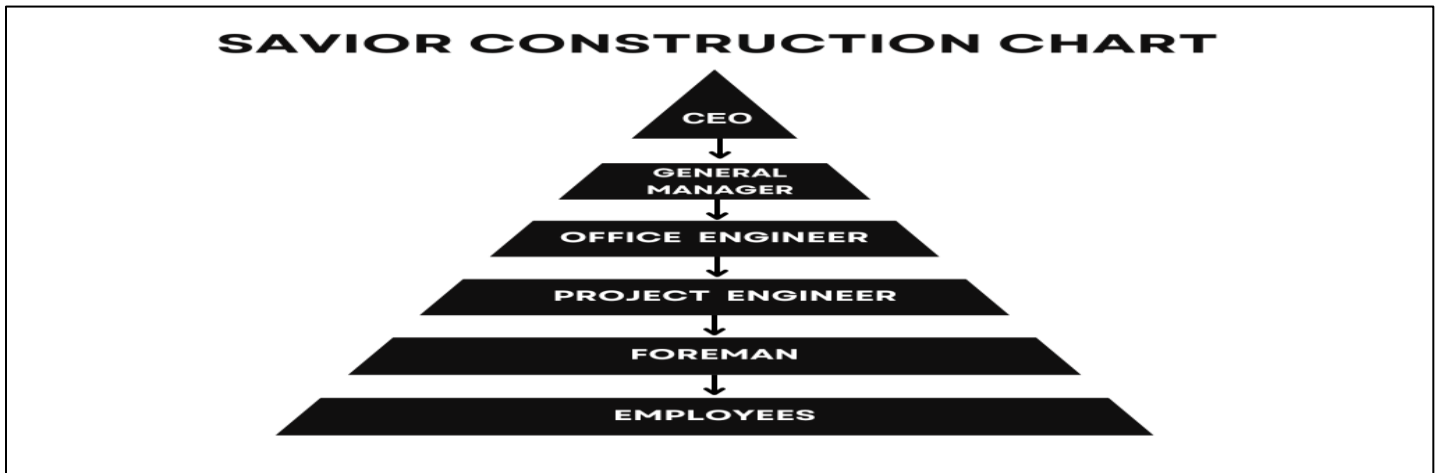 SAVIOR CONSTRUCTION CHART
CEO
GENERAL
MANAGER
OFFICE ENGINEER
PROJECT ENGINEER
FOREMAN
EMPLOYEES